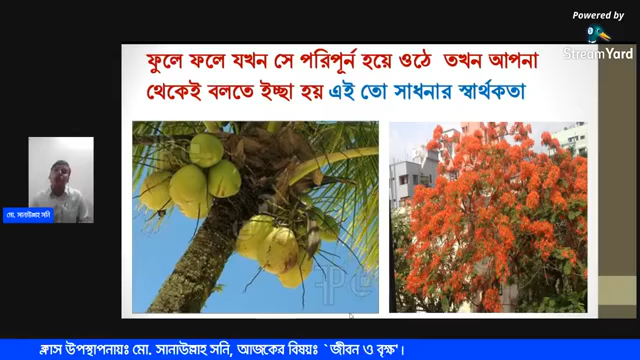 Powered by
StreamYard
ফুলে ফলে যখন সে পরিপূর্ন হয়ে ওঠে তখন আপনা
থেকেই বলতে ইচ্ছা হয় এই তো সাধনার স্বার্থকতা
মো. সানাউল্লাহ সনি
ক্লাস উপস্থাপনায়ঃ মো. সানাউল্লাহ সনি, আজকের বিষয়ঃ `জীবন ও বৃক্ষ'।